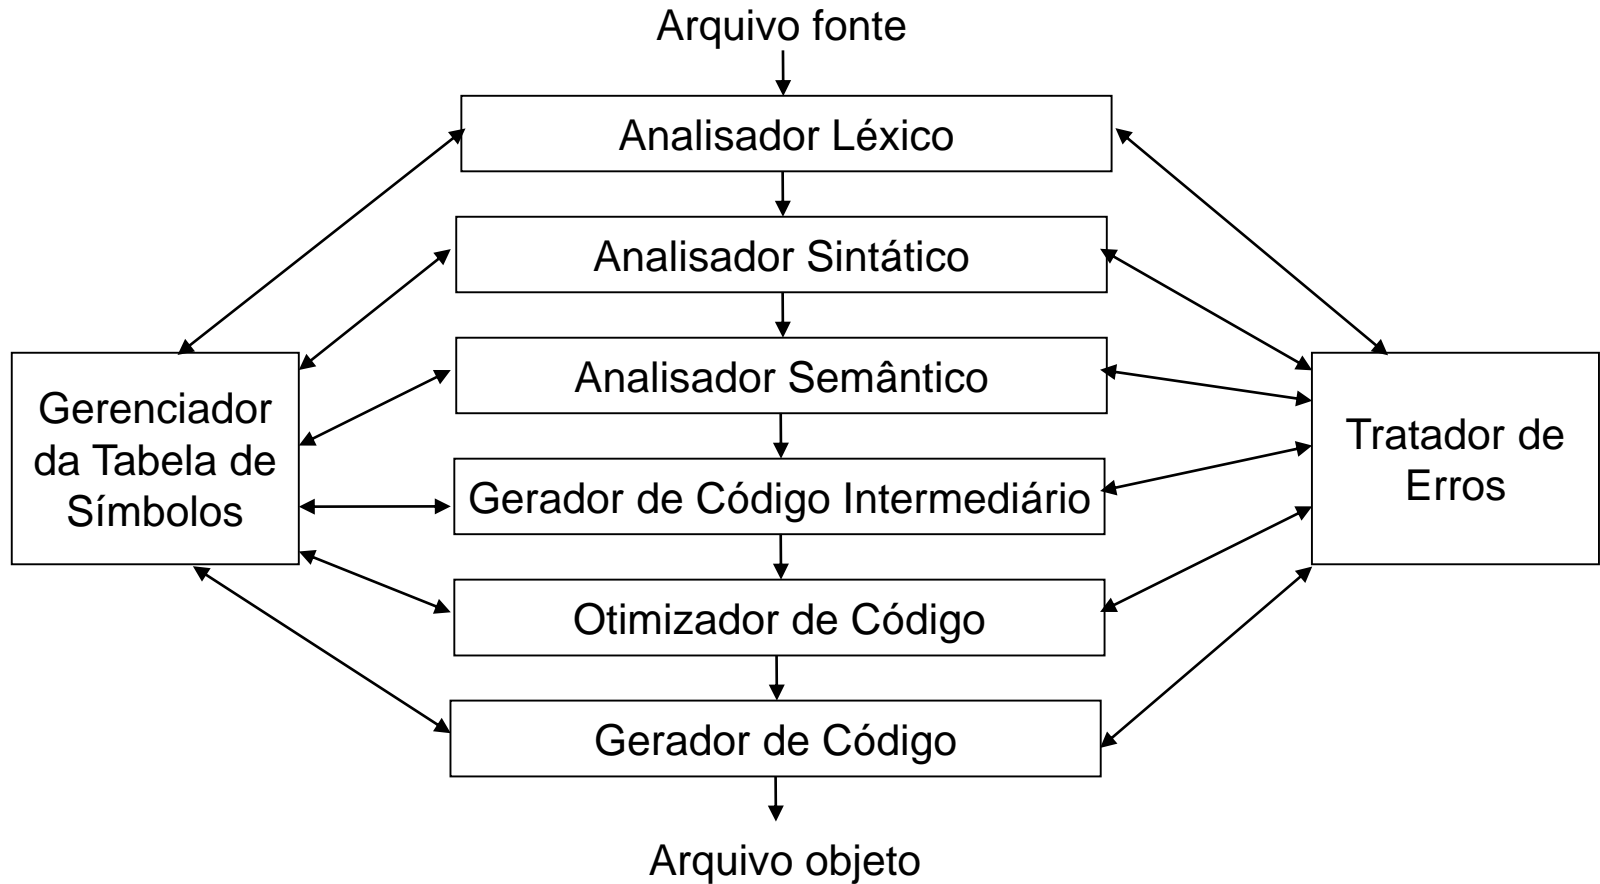 Arquivo fonte
Analisador Léxico
Analisador Sintático
Analisador Semântico
Gerenciador
da Tabela de
Símbolos
Tratador de
Erros
Gerador de Código Intermediário
Otimizador de Código
Gerador de Código
Arquivo objeto